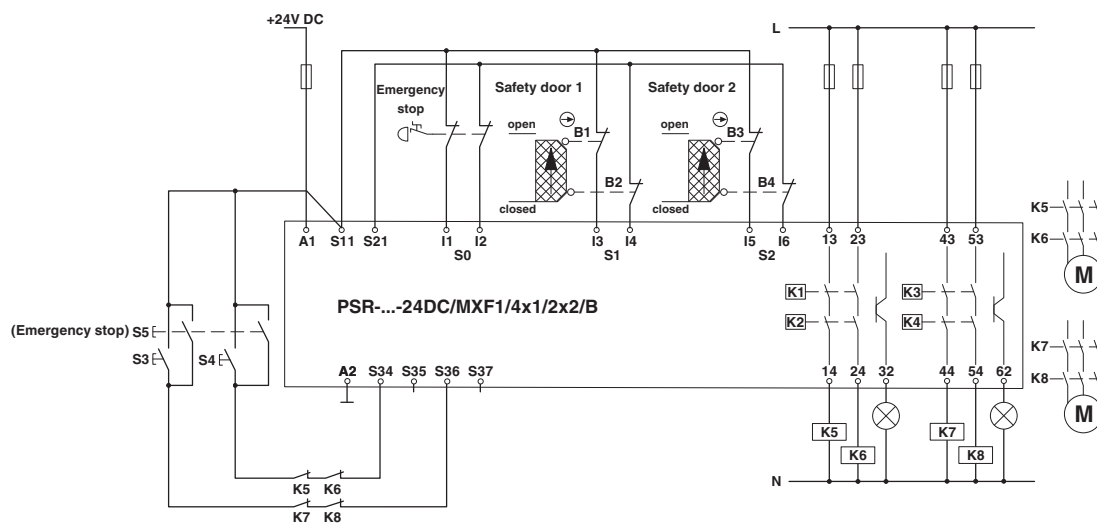 +24V DC
L
Emergency stop
Safety door 1
Safety door 2
open
B1
open
B3
B2
B4
closed
closed
K5
K6
M
A1 S11 S21 I1 I2 I3 I4 I5 I6 13 23 43 53
S0 S1 S2
K1 K3
PSR-...-24DC/MXF1/4x1/2x2/B
K2 K4
(Emergency stop) S5
S3 S4
K7
K8
M
A2 S34 S35 S36 S37 14 24 32 44 54 62
K5 K7
K6 K8
K5 K6
N
K7 K8